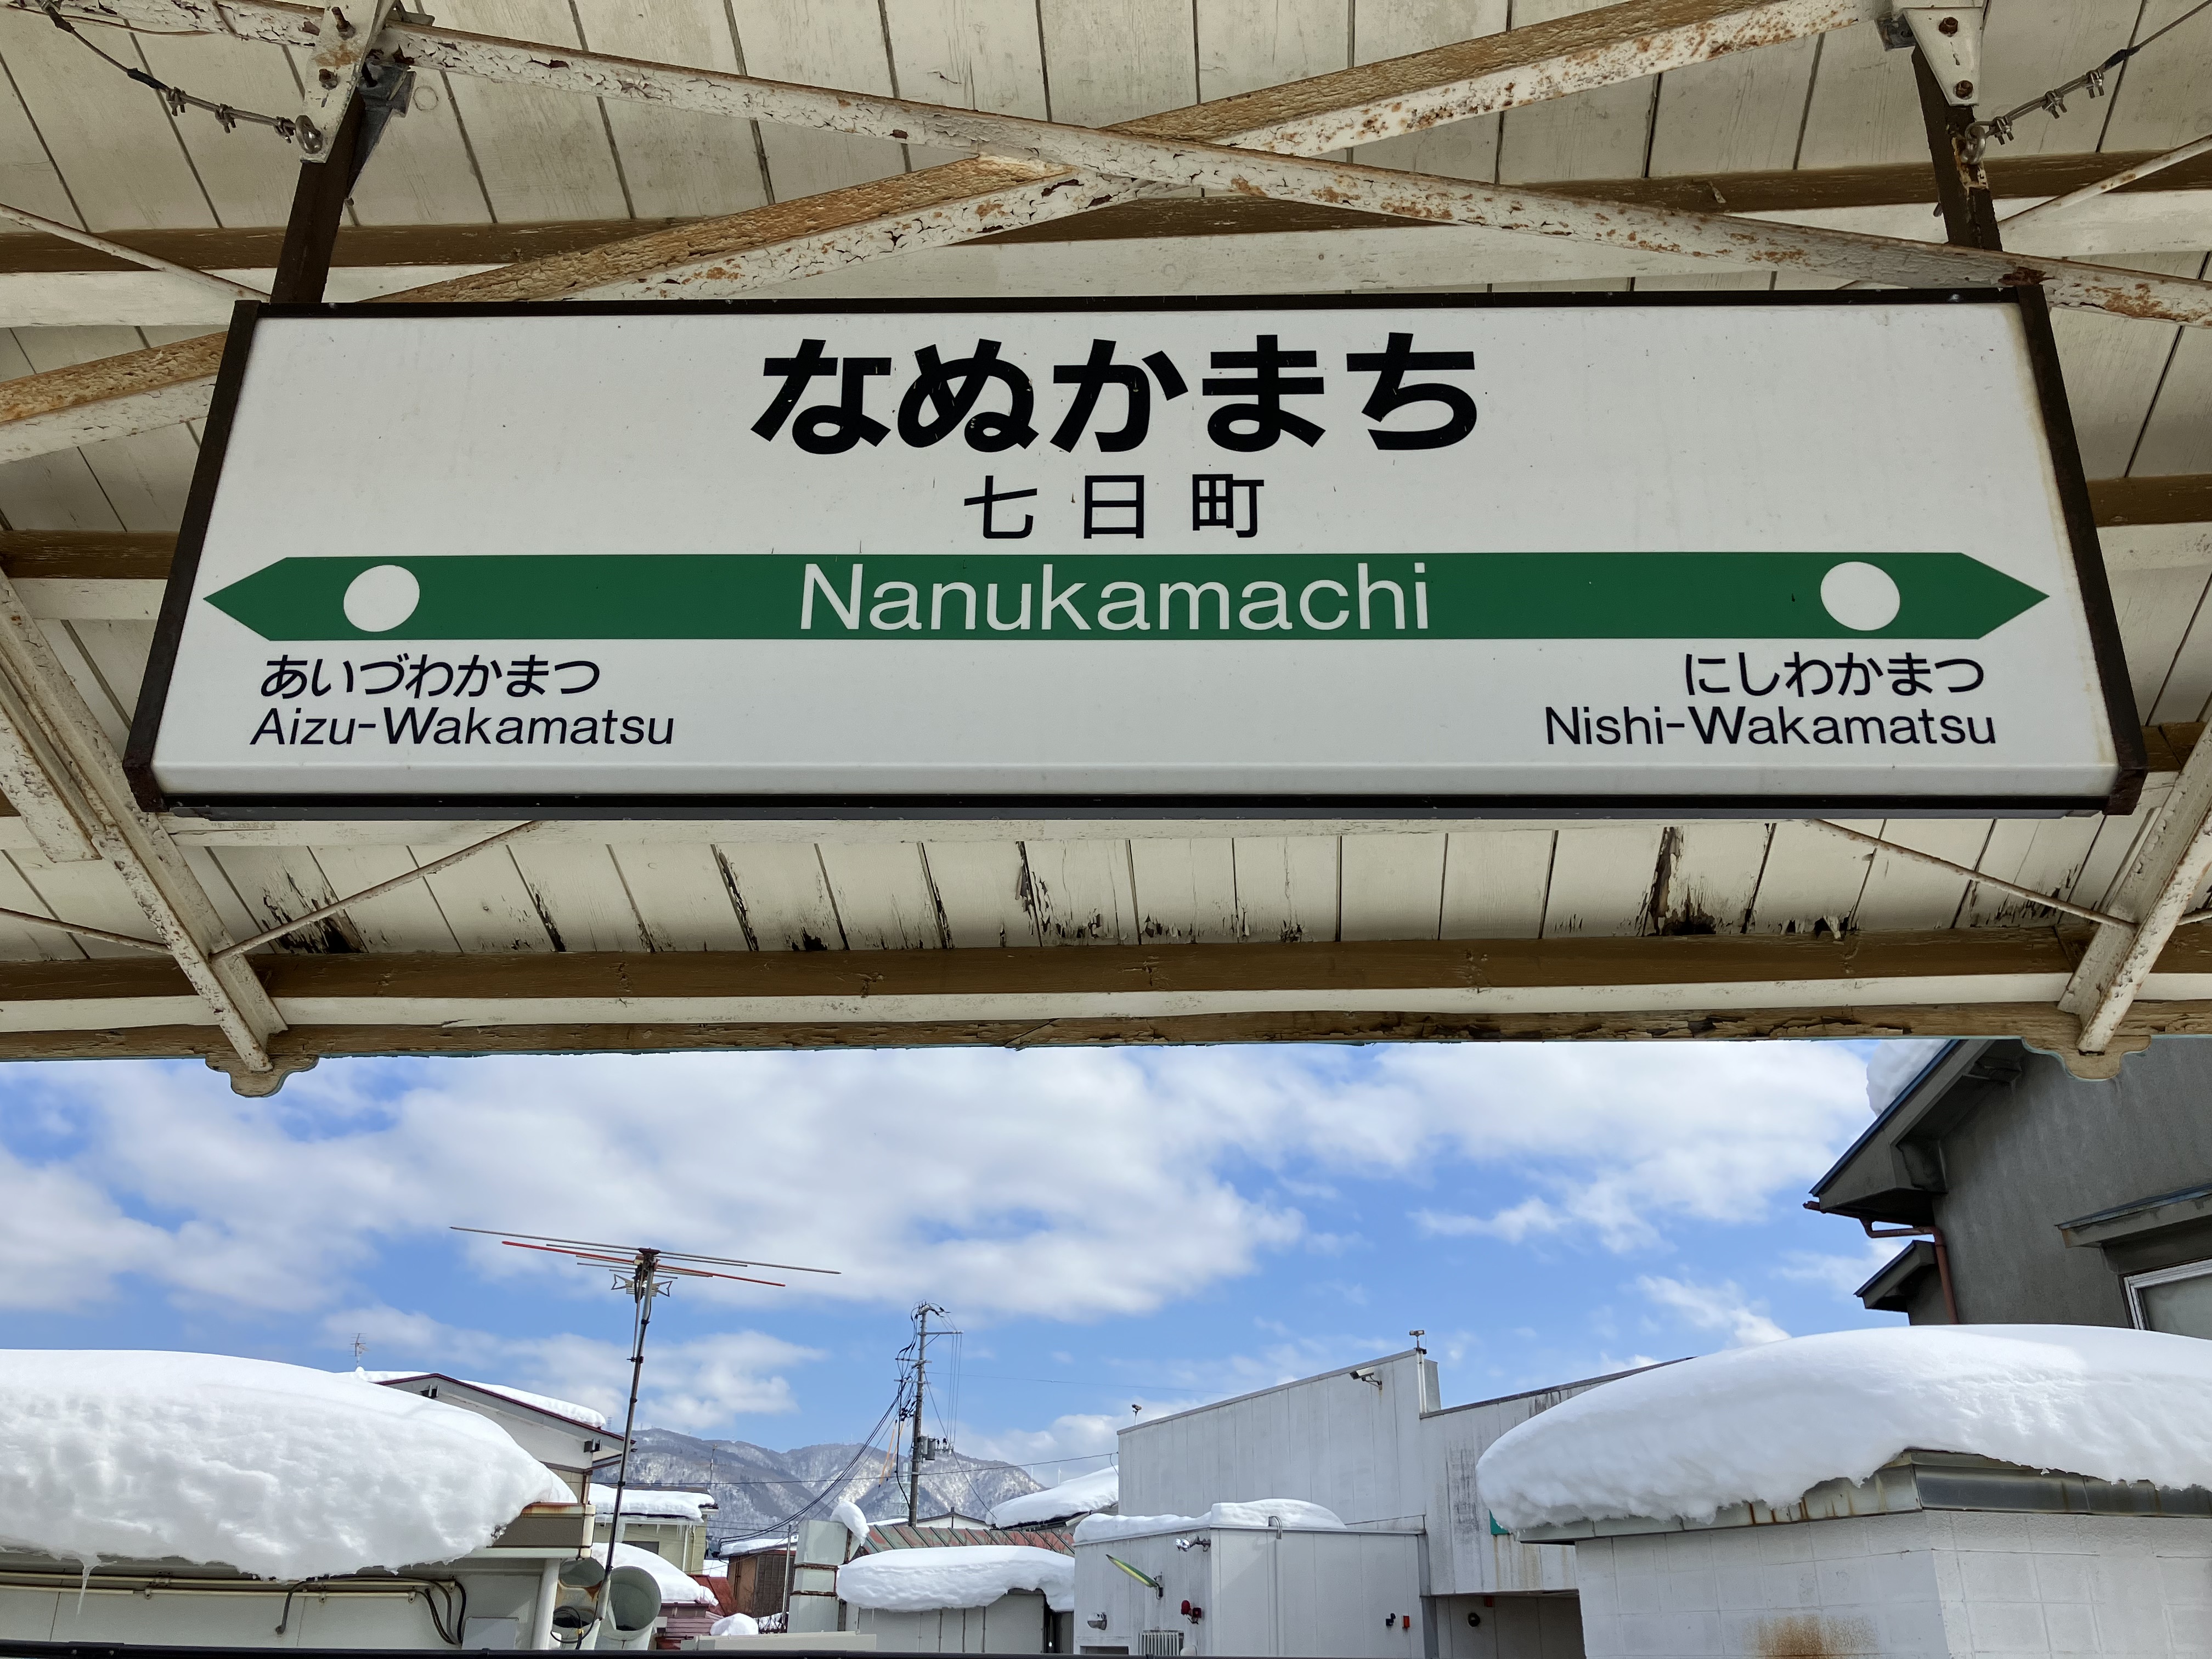 なぬかまち
七日町
Nanukamachi
あいづわかまつ
Aizu-Wakamatsu
にしわかまつ
Nishi-Wakamatsu